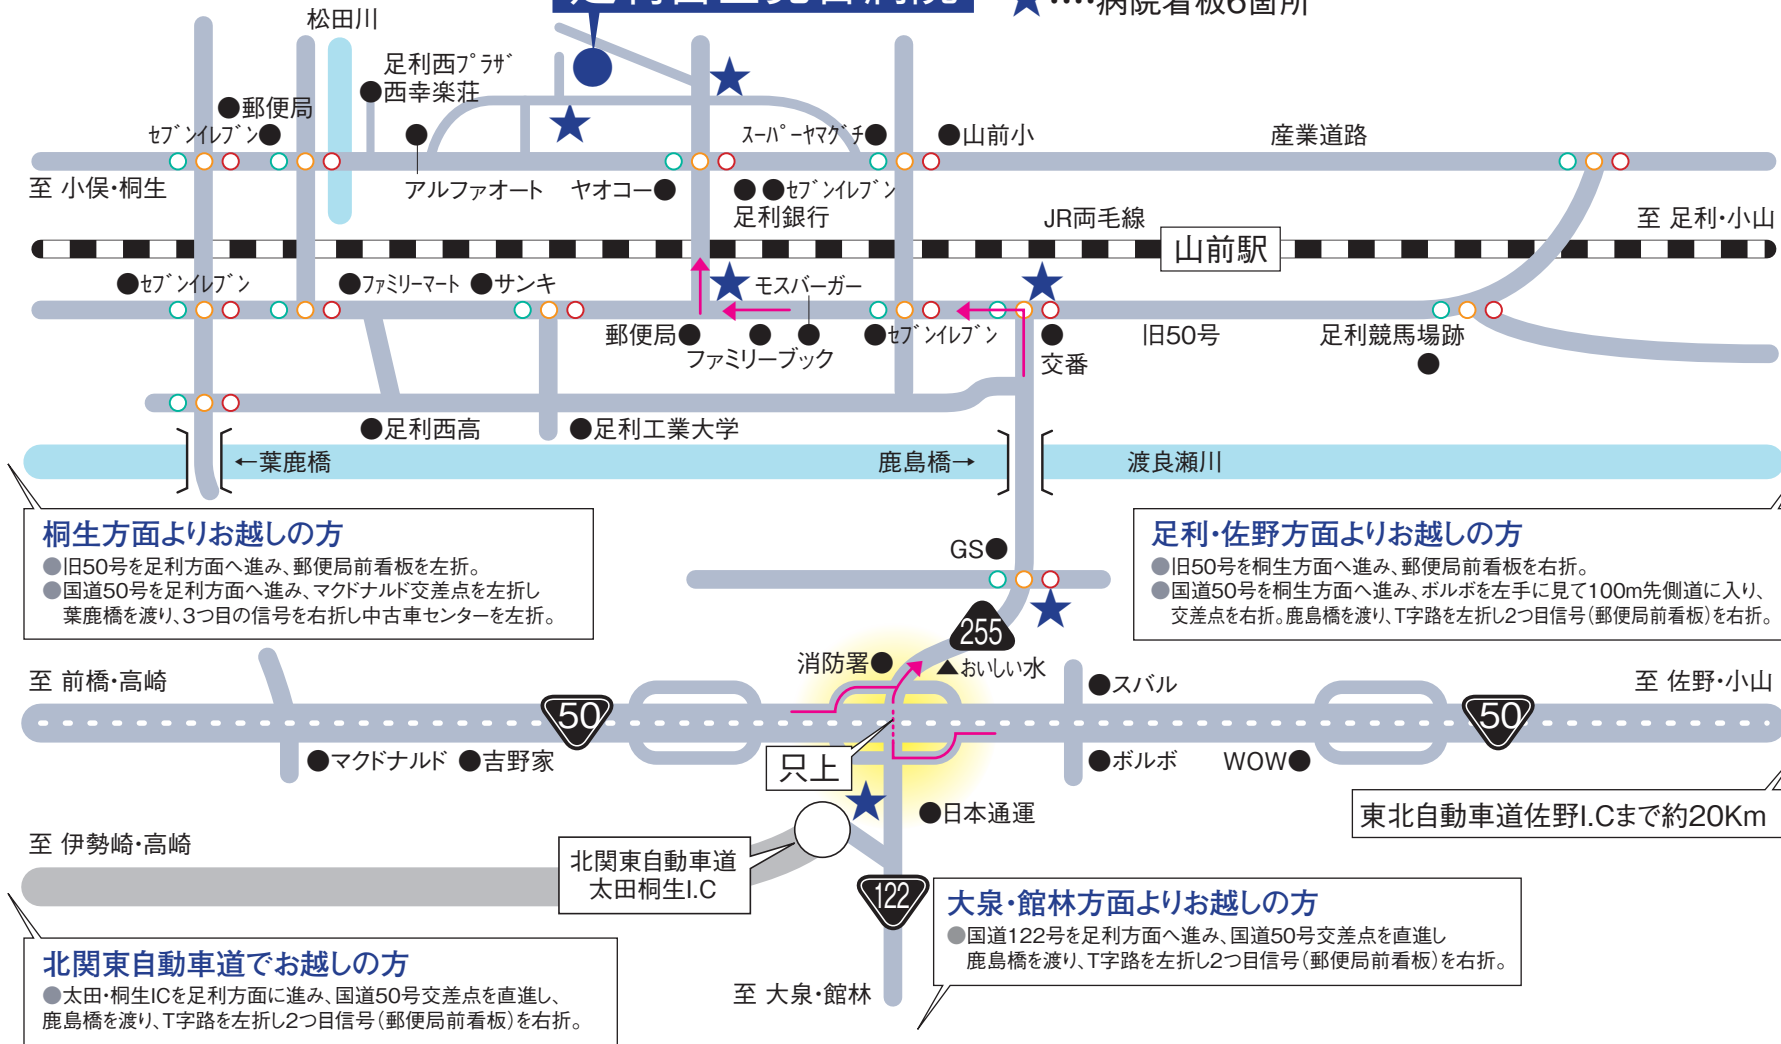 ★‥‥病院看板6箇所
松田川
足利西プラザ
●西幸楽荘
●郵便局
セブンイレブン●
スーパーヤマグチ●
●山前小
産業道路
至 小俣・桐生
アルファオート
ヤオコー●
●●セブンイレブン
足利銀行
JR両毛線
至 足利・小山
山前駅
●セブンイレブン
●ファミリーマート
●サンキ
モスバーガー
郵便局●
ファミリーブック
●セブンイレブン
交番
旧50号
足利競馬場跡
●足利西高
●足利工業大学
←葉鹿橋
鹿島橋→
渡良瀬川
桐生方面よりお越しの方
●旧50号を足利方面へ進み、郵便局前看板を左折。
●国道50号を足利方面へ進み、マクドナルド交差点を左折し
葉鹿橋を渡り、3つ目の信号を右折し中古車センターを左折。
足利・佐野方面よりお越しの方
●旧50号を桐生方面へ進み、郵便局前看板を右折。
●国道50号を桐生方面へ進み、ボルボを左手に見て100m先側道に入り、
交差点を右折。鹿島橋を渡り、T字路を左折し2つ目信号(郵便局前看板)を右折。
GS●
255
消防署●
▲おいしい水
至 前橋・高崎
●スバル
至 佐野・小山
50
50
●マクドナルド
●吉野家
只上
●ボルボ
WOW●
●日本通運
東北自動車道佐野I.Cまで約20Km
至 伊勢崎・高崎
北関東自動車道
太田桐生I.C
122
大泉・館林方面よりお越しの方
●国道122号を足利方面へ進み、国道50号交差点を直進し
鹿島橋を渡り、T字路を左折し2つ目信号(郵便局前看板)を右折。
北関東自動車道でお越しの方
●太田・桐生ICを足利方面に進み、国道50号交差点を直進し、
鹿島橋を渡り、T字路を左折し2つ目信号(郵便局前看板)を右折。
至 大泉・館林